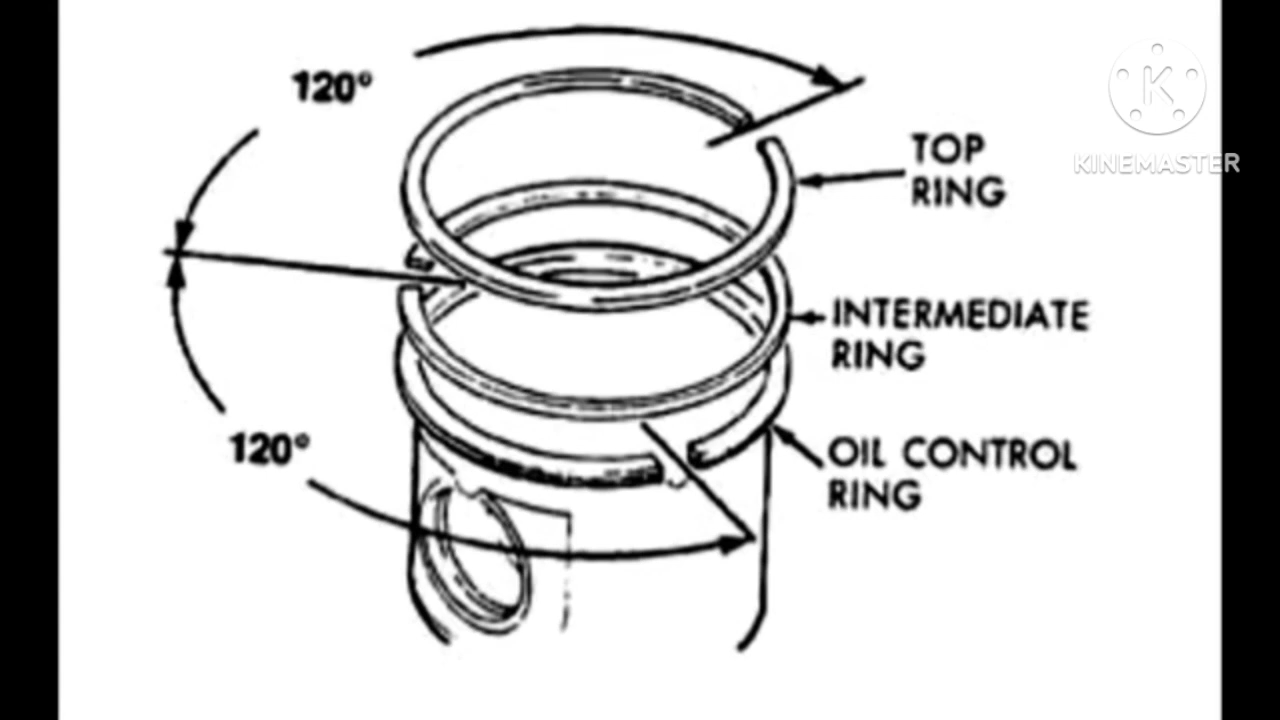 120°
K
KINEMASTER
TOP
RING
INTERMEDIATE
RING
OIL CONTROL
RING
120°